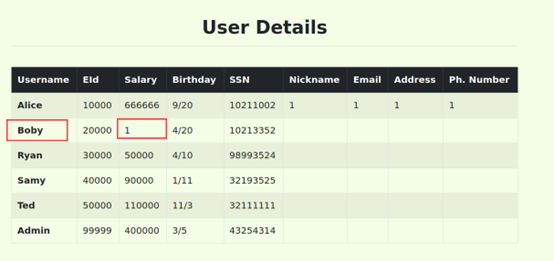 User Details
Username EId Salary Birthday SSN Nickname Email Address Ph. Number
Alice 10000 666666 9/20 10211002 1 1 1 1
Boby 20000 1 4/20 10213352
Ryan 30000 50000 4/10 98993524
Samy 40000 90000 1/11 32193525
Ted 50000 110000 11/3 32111111
Admin 99999 400000 3/5 43254314